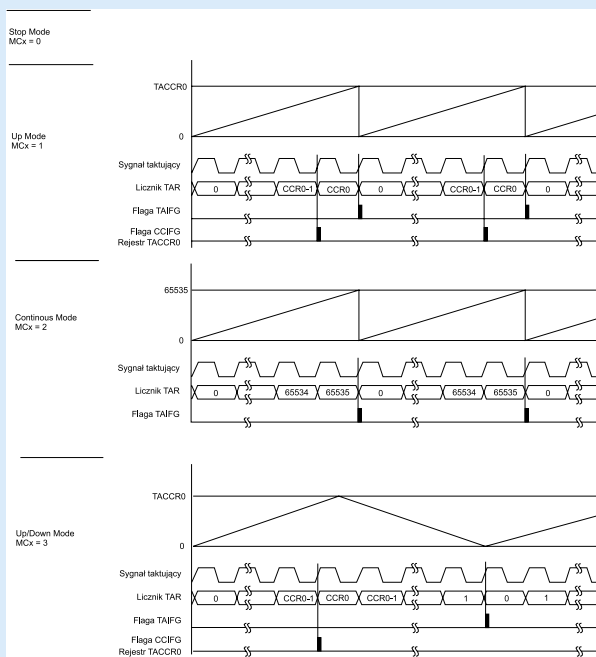 Stop Mode
MCx = 0
TACCR0
0
Up Mode
MCx = 1
Sygnał taktujący
Licznik TAR 0 CCR0-1 CCR0 0 CCR0-1 CCR0 0
Flaga TAIFG
Flaga CCIFG
Rejestr TACCR0
65535
0
Continous Mode
MCx = 2
Sygnał taktujący
Licznik TAR 0 65534 65535 0 65534 65535 0
Flaga TAIFG
TACCR0
0
Up/Down Mode
MCx = 3
Sygnał taktujący
Licznik TAR 0 CCR0-1 CCR0 CCR0-1 1 0 1
Flaga TAIFG
Flaga CCIFG
Rejestr TACCR0